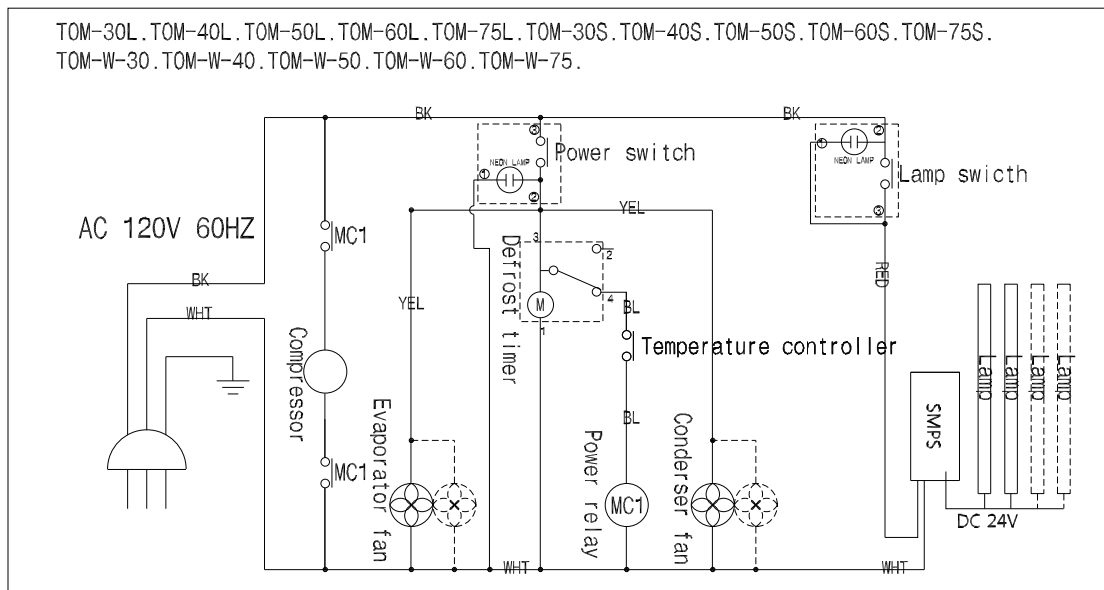 TOM-30L.TOM-40L.TOM-50L.TOM-60L.TOM-75L.TOM-30S.TOM-40S.TOM-50S.TOM-60S.TOM-75S.
TOM-W-30.TOM-W-40.TOM-W-50.TOM-W-60.TOM-W-75.
BK
BK
③
Power switch
①
NEON LAMP
②
②
①
NEON LAMP
Lamp swicth
③
AC 120V 60HZ
MC1
YEL
3
2
Defrost timer
M
4
1
BL
BK
YEL
RED
WHT
Temperature controller
Compressor
Lamp
Lamp
Lamp
Lamp
SMPS
BL
Evaporator fan
Power relay
Conderser fan
MC1
MC1
DC 24V
WHT
WHT